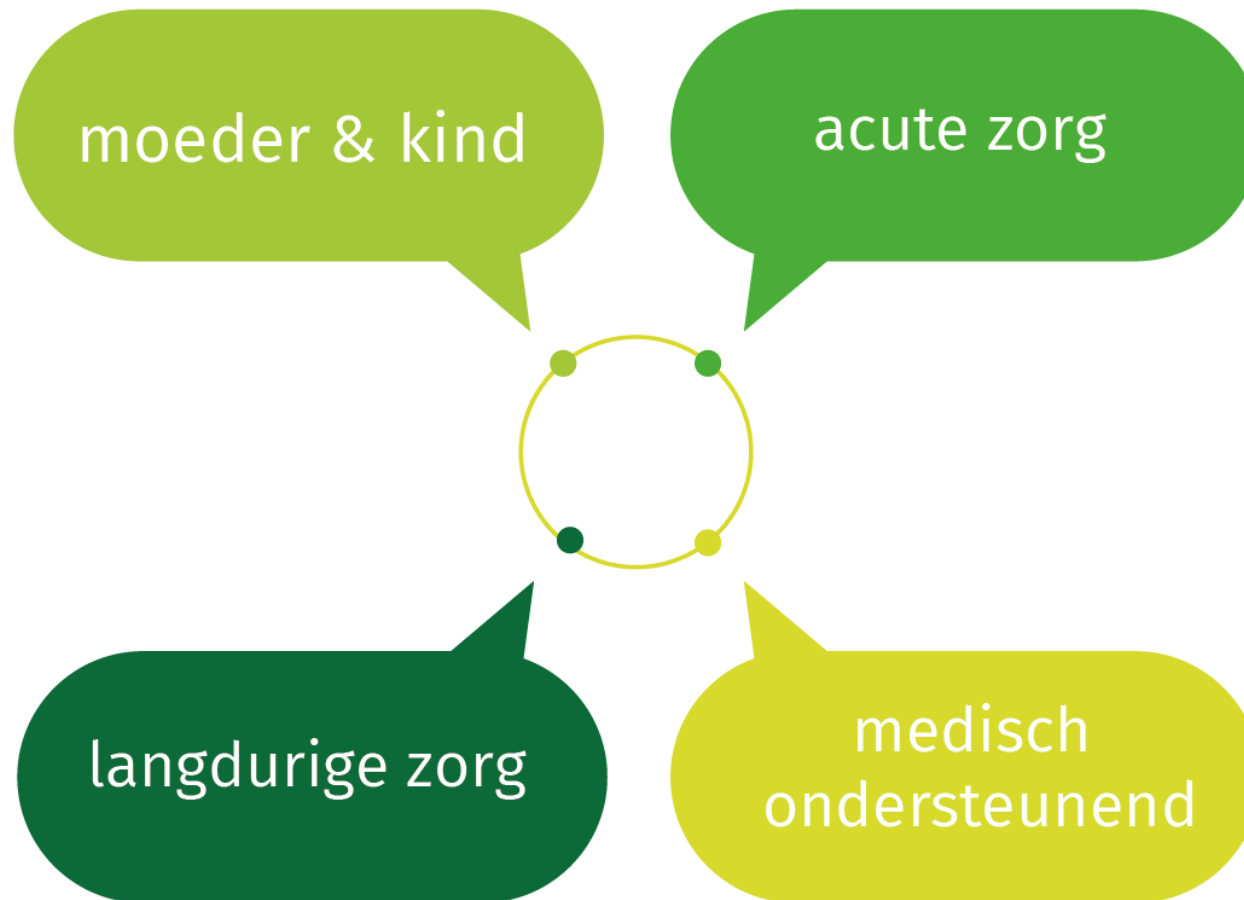 moeder & kind
acute zorg
langdurige zorg
medisch
ondersteunend